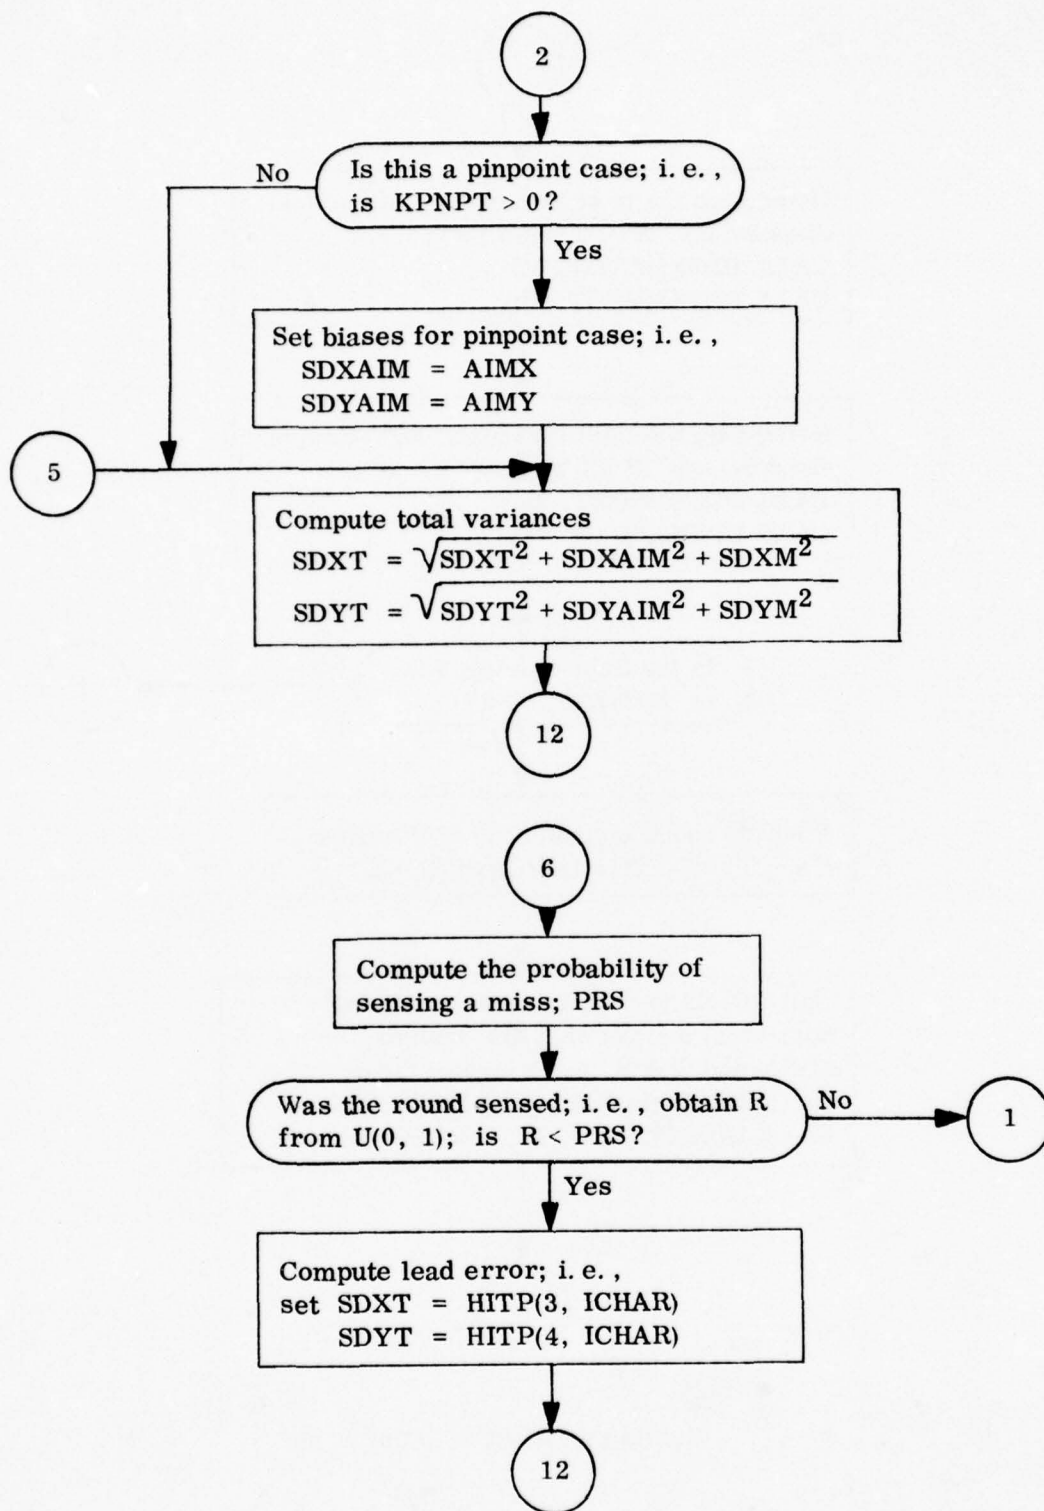 2
Is this a pinpoint case; i. e. ,
is KPNPT > 0?
No
Yes
Set biases for pinpoint case; i. e. ,
SDXAIM = AIMX
SDYAIM = AIMY
5
Compute total variances
SDXT = √SDXT² + SDXAIM² + SDXM²
SDYT = √SDYT² + SDYAIM² + SDYM²
12
6
Compute the probability of
sensing a miss; PRS
Was the round sensed; i. e. , obtain R
from U(0, 1); is R < PRS?
No
1
Yes
Compute lead error; i. e. ,
set SDXT = HITP(3, ICHAR)
SDYT = HITP(4, ICHAR)
12